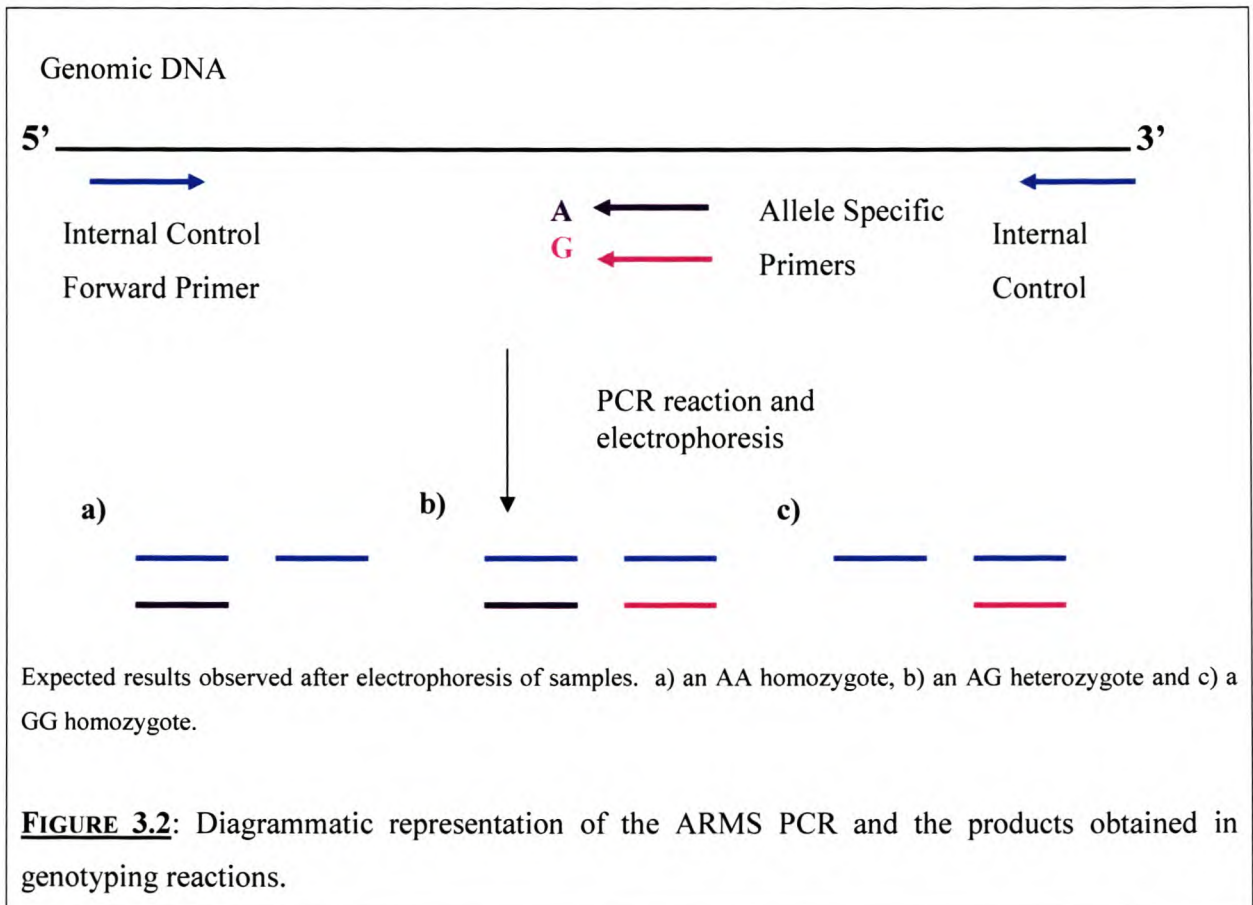 Genomic DNA
5’ 3’
Internal Control
Forward Primer
A
G
Allele Specific
Primers
Internal
Control
PCR reaction and
electrophoresis
a) b) c)
Expected results observed after electrophoresis of samples. a) an AA homozygote, b) an AG heterozygote and c) a
GG homozygote.
FIGURE 3.2: Diagrammatic representation of the ARMS PCR and the products obtained in
genotyping reactions.